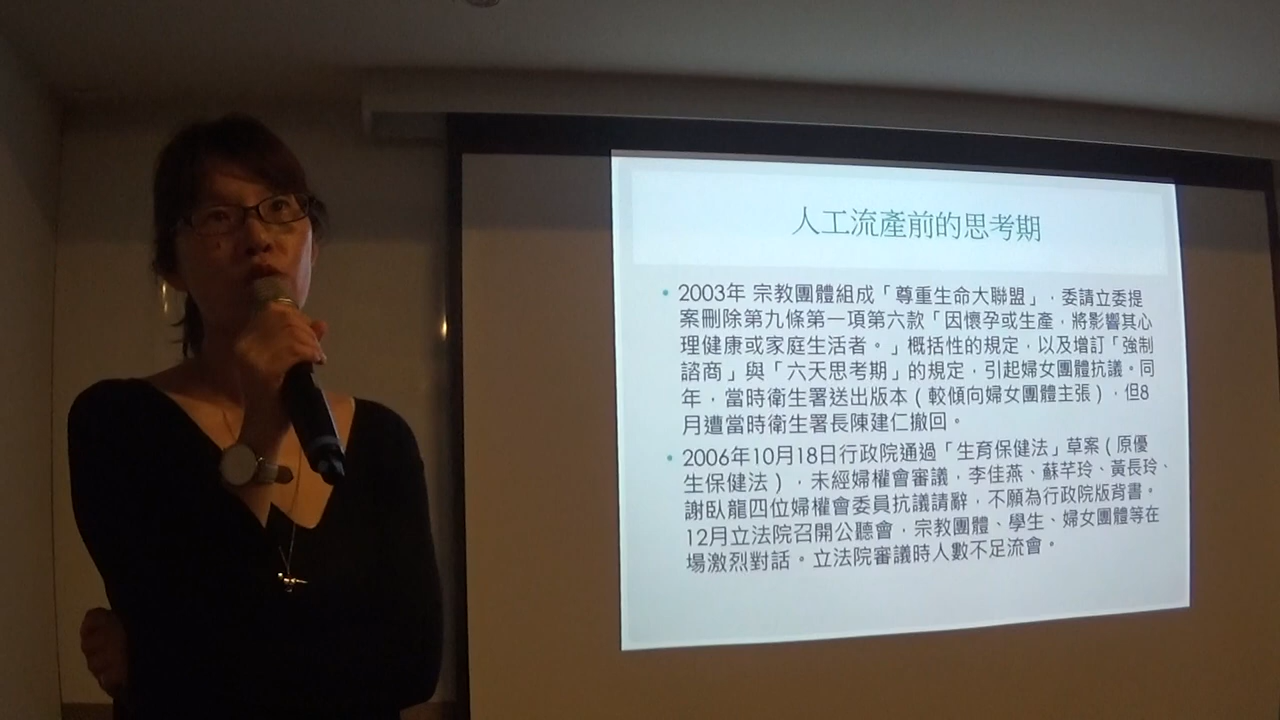 人工流產前的思考期
• 2003年 宗教團體組成「尊重生命大聯盟」，委請立委提
案刪除第九條第一項第六款「因懷孕或生產，將影響其心
理健康或家庭生活者。」概括性的規定，以及增訂「強制
諮商」與「六天思考期」的規定，引起婦女團體抗議。同
年，當時衛生署送出版本（較傾向婦女團體主張），但8
月遭當時衛生署長陳建仁撤回。
• 2006年10月18日行政院通過「生育保健法」草案（原優
生保健法），未經婦權會審議，李佳燕、蘇芊玲、黃長玲、
謝臥龍四位婦權會委員抗議請辭，不願為行政院版背書。
12月立法院召開公聽會，宗教團體、學生、婦女團體等在
場激烈對話。立法院審議時人數不足流會。